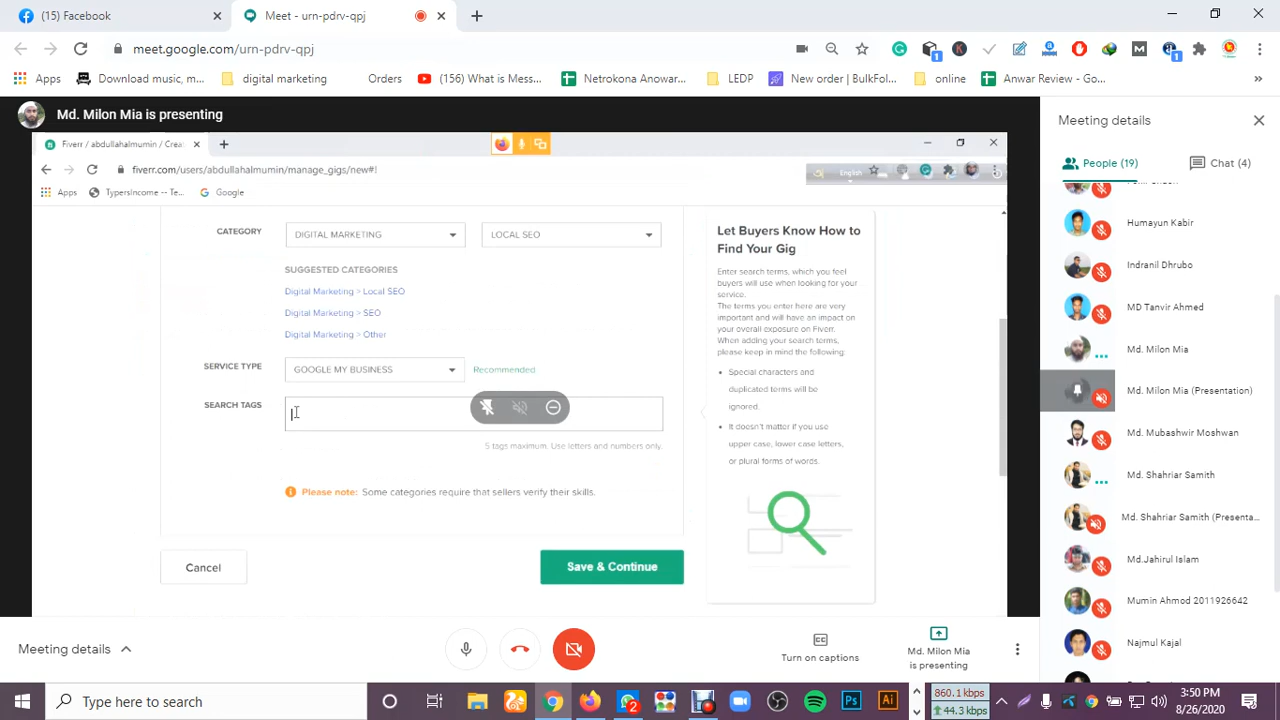 (15) Facebook
Meet - urn-pdrv-qpj
meet.google.com/urn-pdrv-qpj
Apps
Download music, m...
digital marketing
Orders
(156) What is Mess...
Netrokona Anowar...
LEDP
New order | BulkFol...
online
Anwar Review - Go...
Md. Milon Mia is presenting
Fiverr / abdullahalmumin / Creat
fiverr.com/users/abdullahalmumin/manage_gigs/new#!
English
Apps
TypersIncome -- Te...
Google
CATEGORY
DIGITAL MARKETING
LOCAL SEO
SUGGESTED CATEGORIES
Digital Marketing > Local SEO
Digital Marketing > SEO
Digital Marketing > Other
SERVICE TYPE
GOOGLE MY BUSINESS
Recommended
SEARCH TAGS
5 tags maximum. Use letters and numbers only.
Please note: Some categories require that sellers verify their skills.
Cancel
Save & Continue
Let Buyers Know How to
Find Your Gig
Enter search terms, which you feel
buyers will use when looking for your
service.
The terms you enter here are very
important and will have an impact on
your overall exposure on Fiverr.
When adding your search terms,
please keep in mind the following:
• Special characters and
duplicated terms will be
ignored.
• It doesn't matter if you use
upper case, lower case letters,
or plural forms of words.
Meeting details
People (19)
Chat (4)
Humayun Kabir
Indranil Dhrubo
MD Tanvir Ahmed
Md. Milon Mia
Md. Milon Mia (Presentation)
Md. Mubashwir Moshwan
Md. Shahriar Samith
Md. Shahriar Samith (Presenta...
Md.Jahirul Islam
Mumin Ahmod 2011926642
Najmul Kajal
Meeting details
Turn on captions
Md. Milon Mia
is presenting
Type here to search
2
Ps
Ai
860.1 kbps
44.3 kbps
3:50 PM
8/26/2020